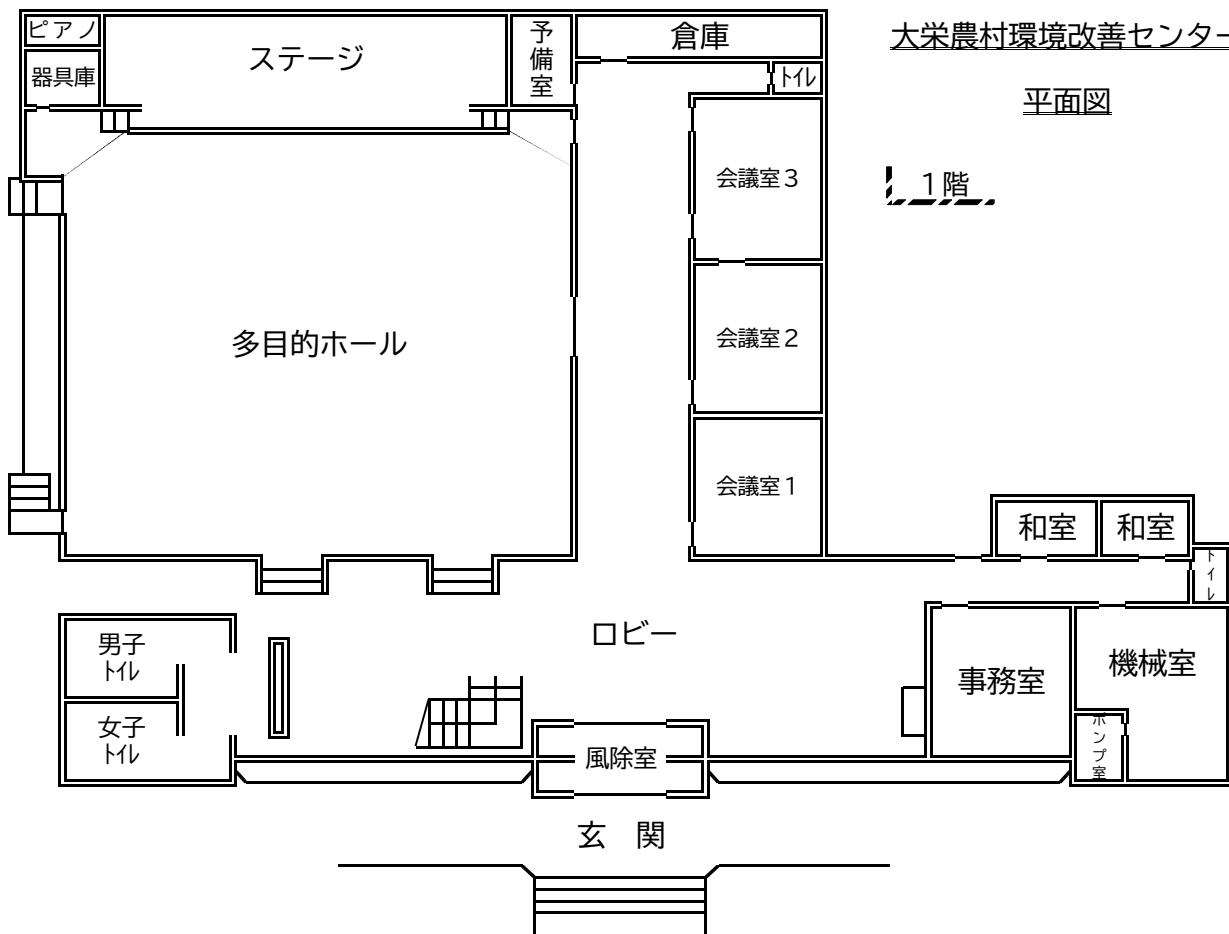 大栄農村環境改善センター
平面図
1階
ピアノ
器具庫
ステージ
予備室
倉庫
トイレ
会議室3
会議室2
会議室1
多目的ホール
和室
和室
トイレ
ロビー
男子
トイレ
女子
トイレ
事務室
機械室
ポンプ室
風除室
玄 関